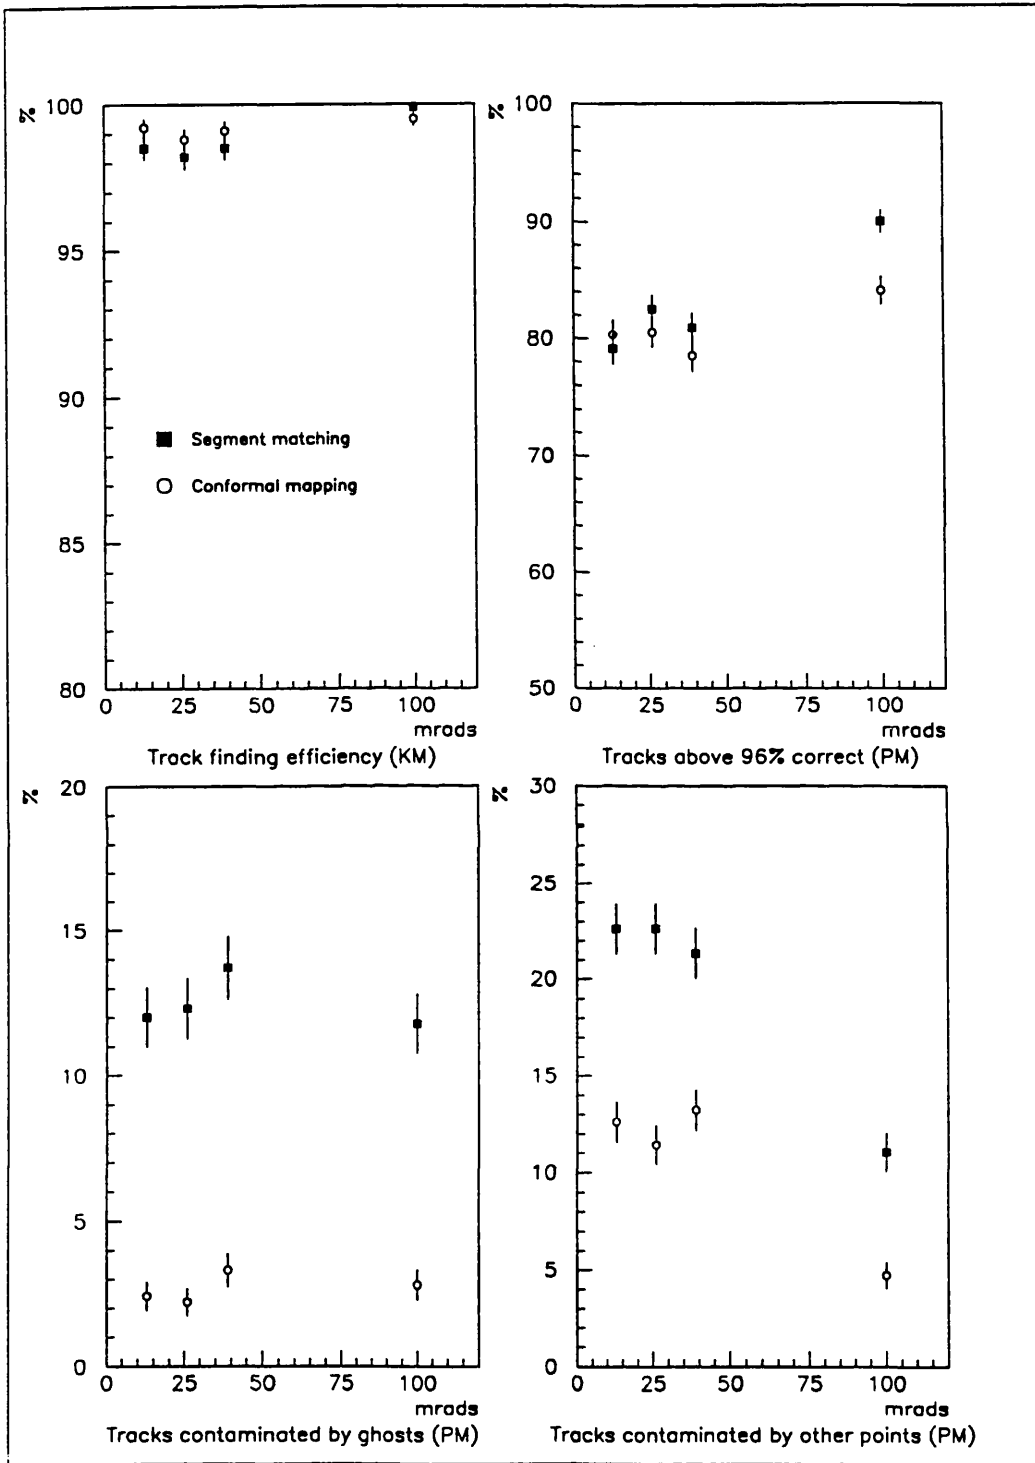 %
100
95
90
85
80
■ Segment matching
○ Conformal mapping
0 25 50 75 100
mrads
Track finding efficiency (KM)
%
100
90
80
70
60
50
0 25 50 75 100
mrads
Tracks above 96% correct (PM)
%
20
15
10
5
0
0 25 50 75 100
mrads
Tracks contaminated by ghosts (PM)
%
30
25
20
15
10
5
0
0 25 50 75 100
mrads
Tracks contaminated by other points (PM)